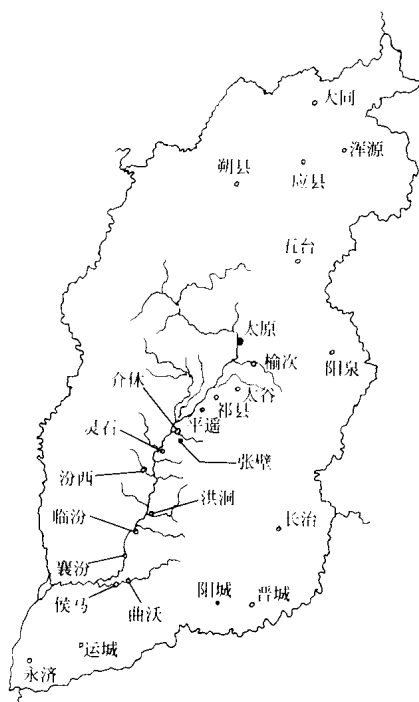 大同
浑源
朔县
应县
五台
太原
榆次
阳泉
介休
太谷
祁县
平遥
灵石
张壁
汾西
洪洞
临汾
长治
襄汾
侯马
曲沃
阳城
晋城
运城
永济